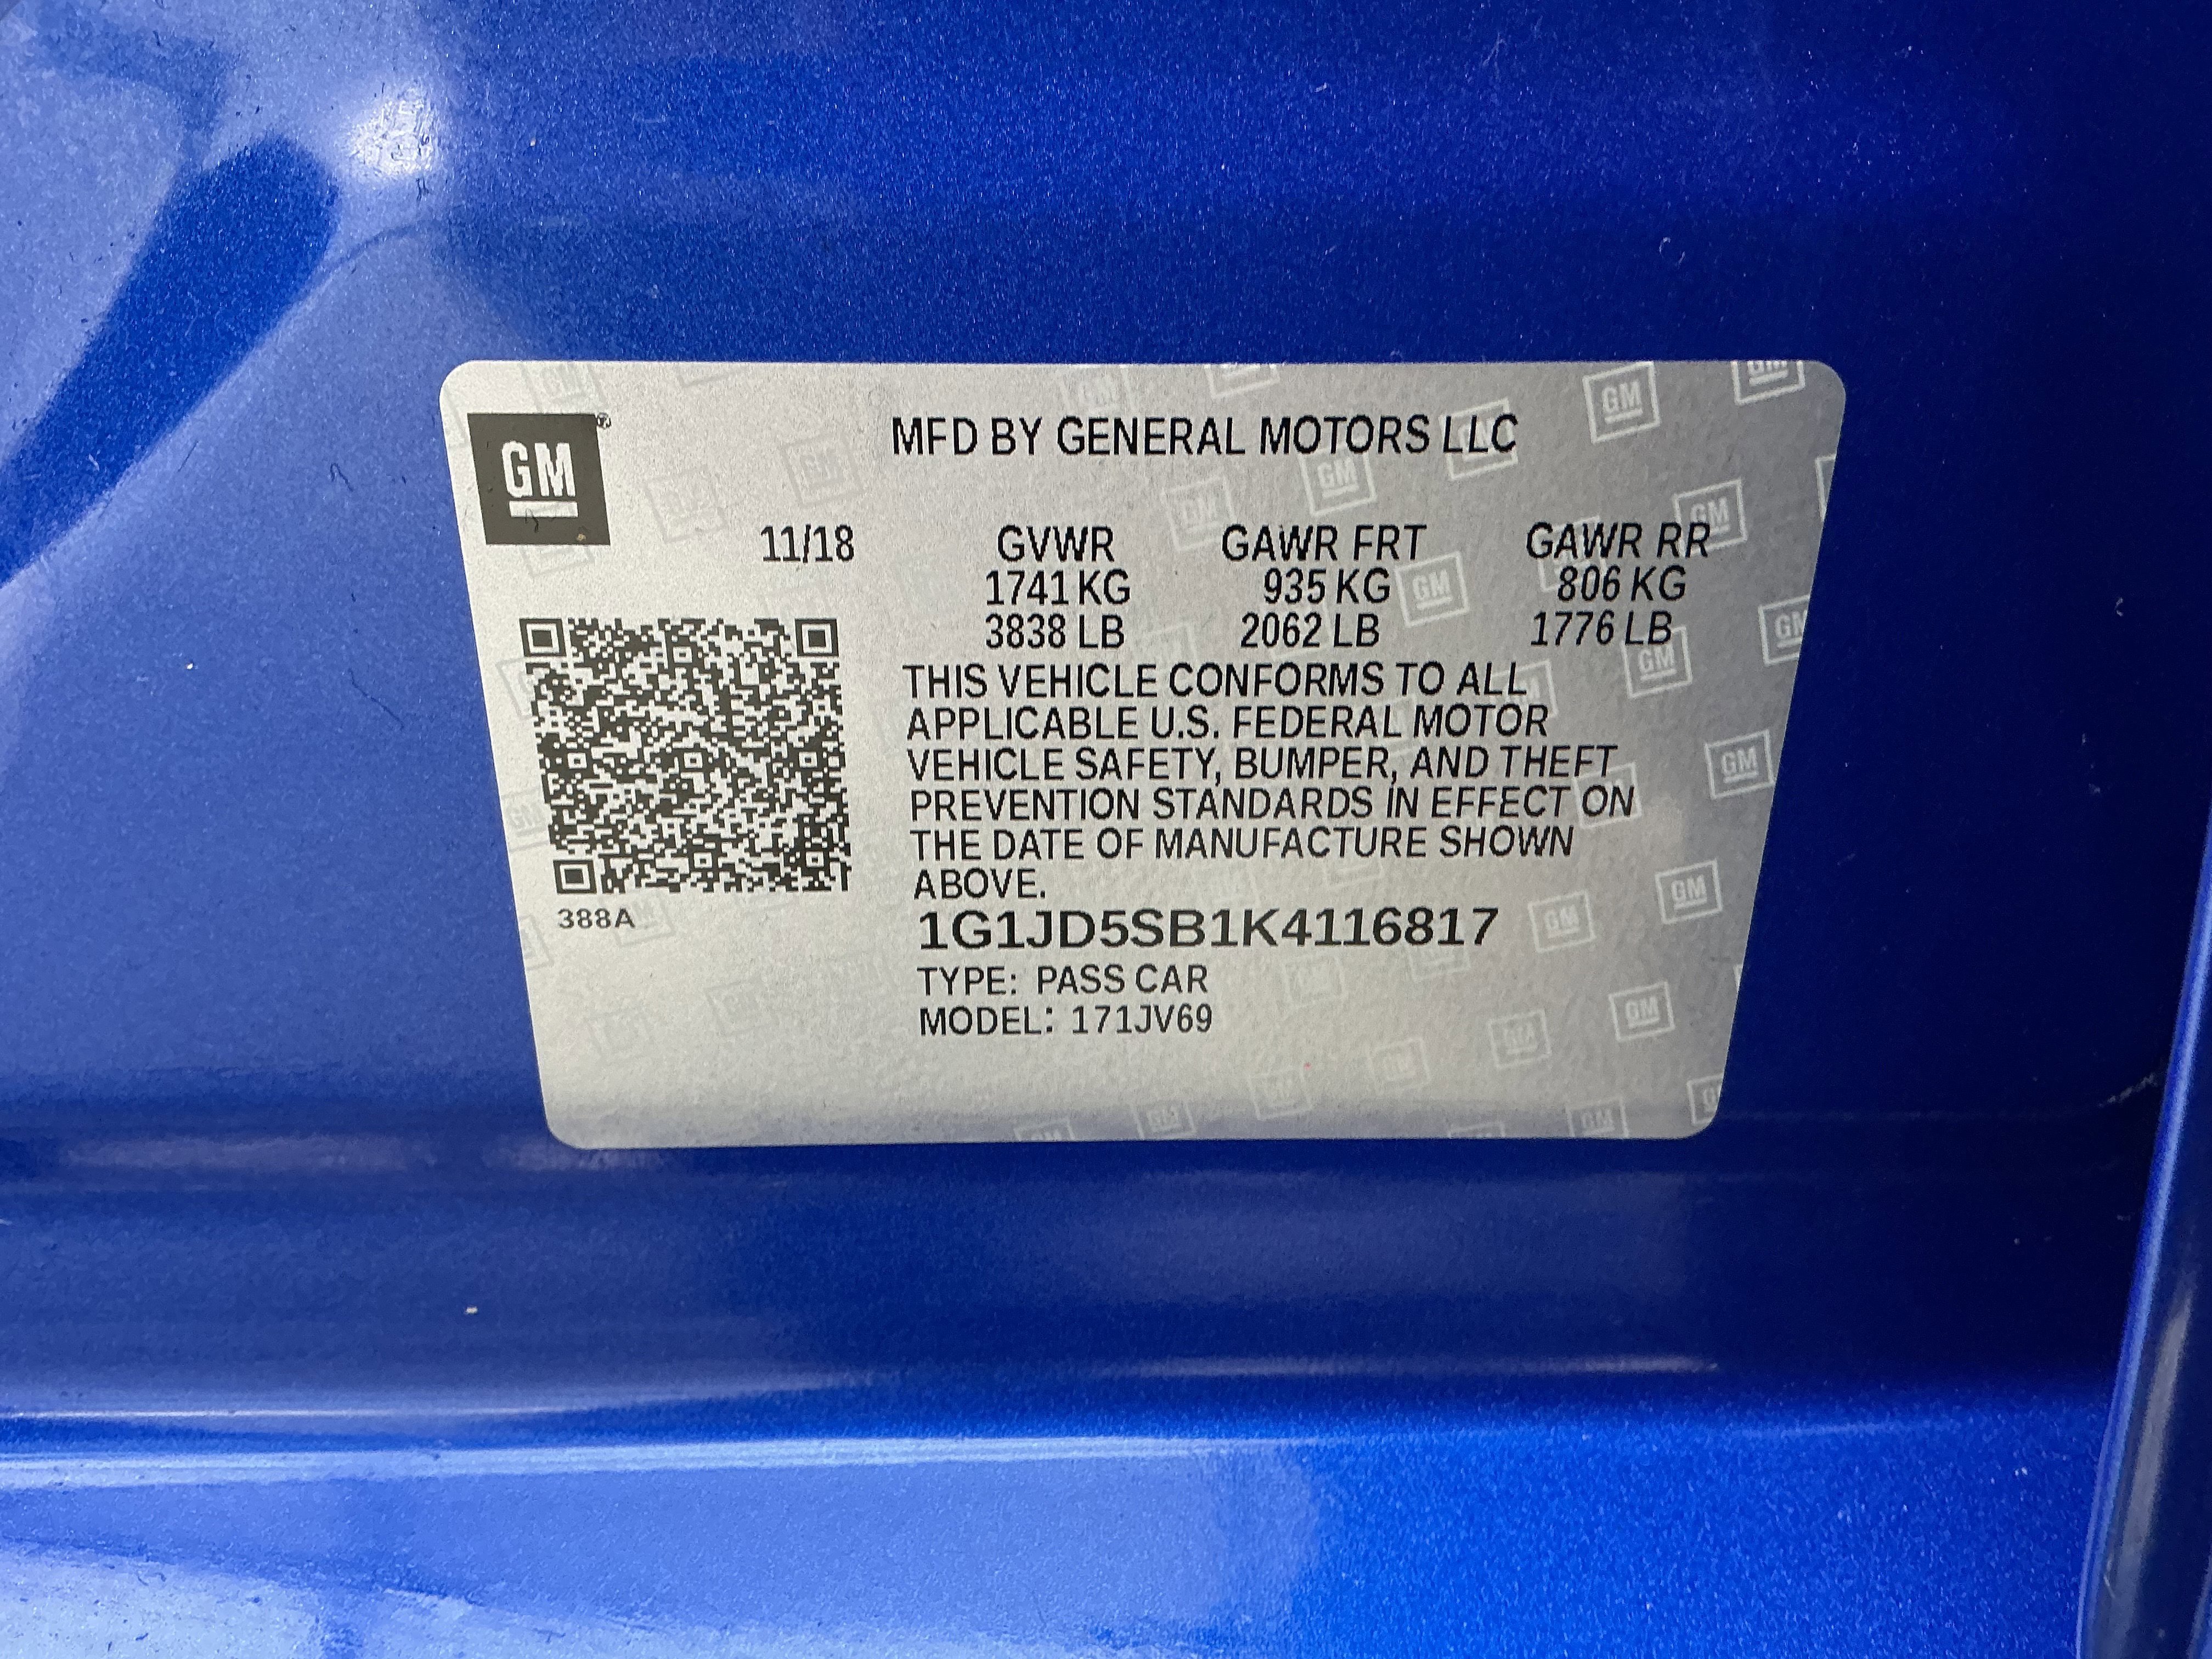 GM®
MFD BY GENERAL MOTORS LLC
11/18 GVWR GAWR FRT GAWR RR
1741 KG 935 KG 806 KG
3838 LB 2062 LB 1776 LB
THIS VEHICLE CONFORMS TO ALL
APPLICABLE U.S. FEDERAL MOTOR
VEHICLE SAFETY, BUMPER, AND THEFT
PREVENTION STANDARDS IN EFFECT ON
THE DATE OF MANUFACTURE SHOWN
ABOVE.
388A
1G1JD5SB1K4116817
TYPE: PASS CAR
MODEL: 171JV69